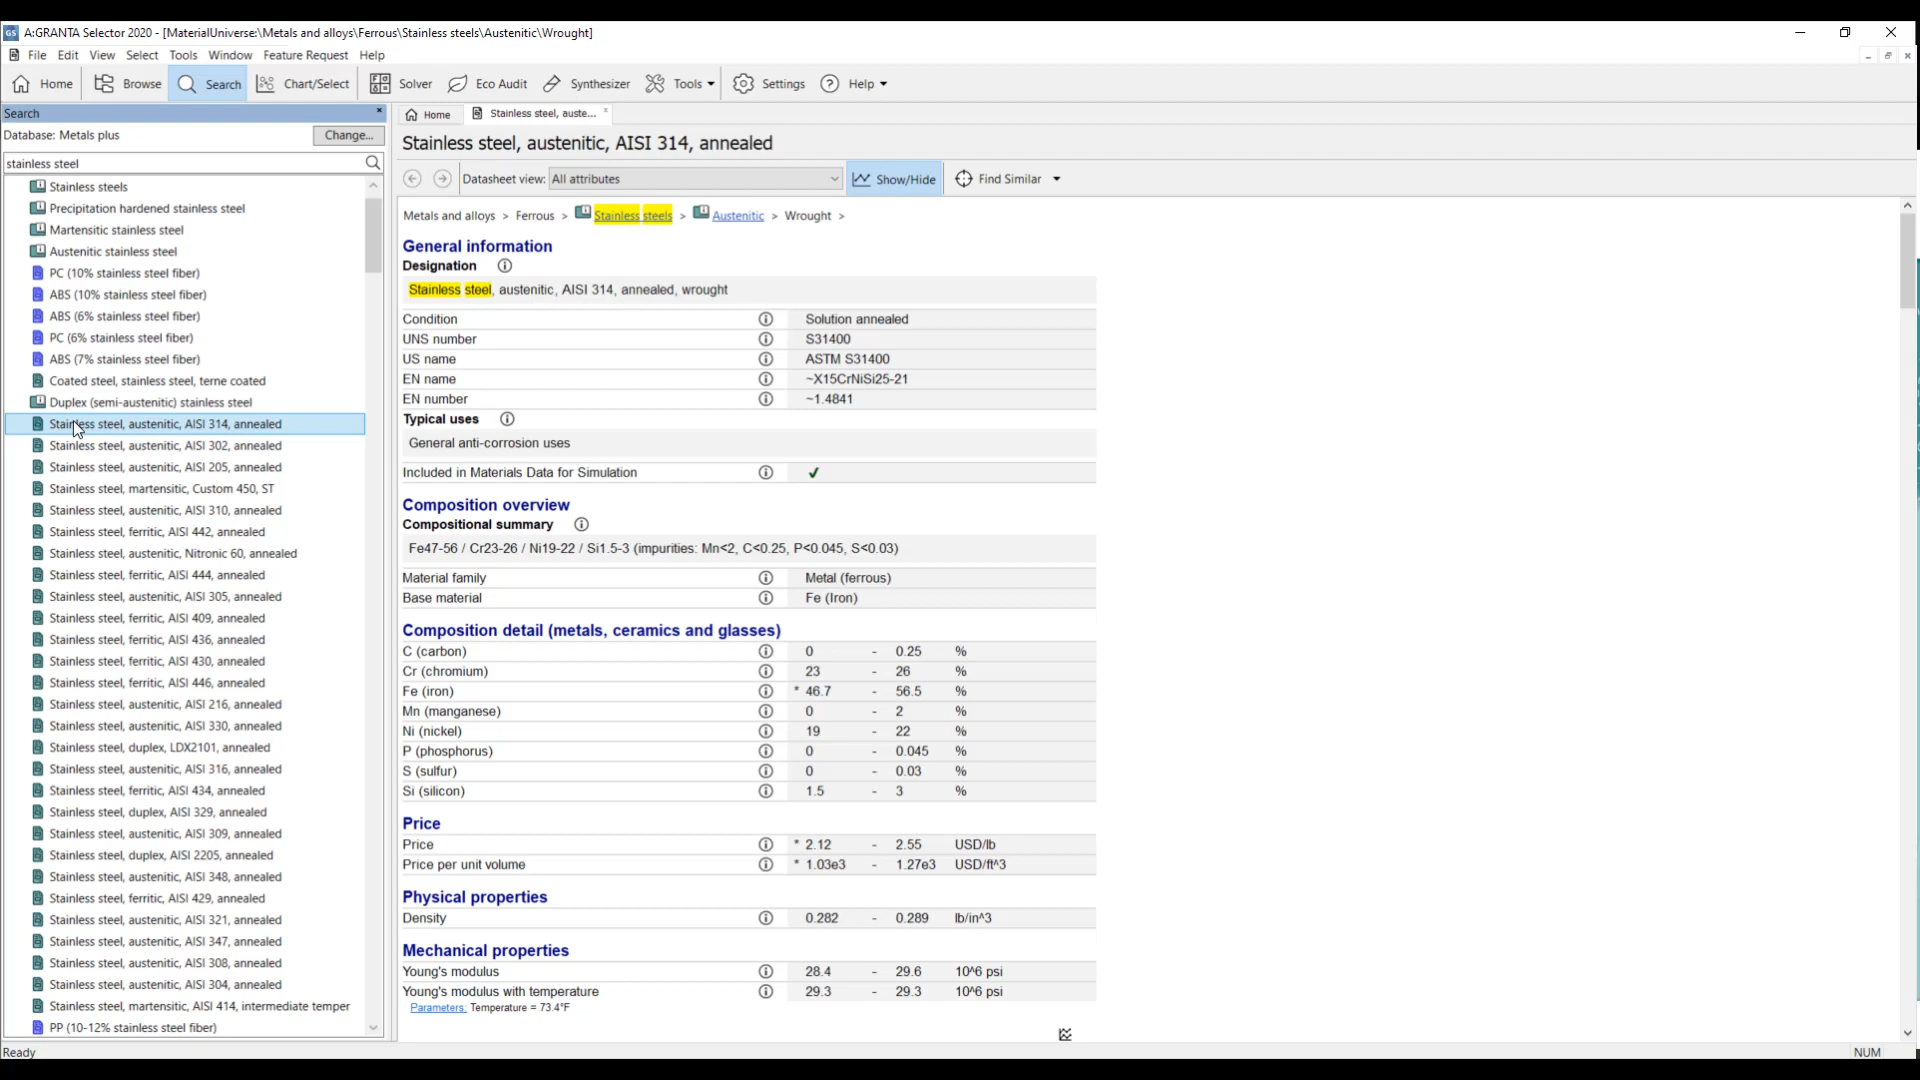 GS A:GRANTA Selector 2020 - [MaterialUniverse:\Metals and alloys\Ferrous\Stainless steels\Austenitic\Wrought]
File Edit View Select Tools Window Feature Request Help
Home Browse Search Chart/Select Solver Eco Audit Synthesizer Tools Settings Help
Search
Database: Metals plus Change...
stainless steel
Stainless steels
Precipitation hardened stainless steel
Martensitic stainless steel
Austenitic stainless steel
PC (10% stainless steel fiber)
ABS (10% stainless steel fiber)
ABS (6% stainless steel fiber)
PC (6% stainless steel fiber)
ABS (7% stainless steel fiber)
Coated steel, stainless steel, terne coated
Duplex (semi-austenitic) stainless steel
Stainless steel, austenitic, AISI 314, annealed
Stainless steel, austenitic, AISI 302, annealed
Stainless steel, austenitic, AISI 205, annealed
Stainless steel, martensitic, Custom 450, ST
Stainless steel, austenitic, AISI 310, annealed
Stainless steel, ferritic, AISI 442, annealed
Stainless steel, austenitic, Nitronic 60, annealed
Stainless steel, ferritic, AISI 444, annealed
Stainless steel, austenitic, AISI 305, annealed
Stainless steel, ferritic, AISI 409, annealed
Stainless steel, ferritic, AISI 436, annealed
Stainless steel, ferritic, AISI 430, annealed
Stainless steel, ferritic, AISI 446, annealed
Stainless steel, austenitic, AISI 216, annealed
Stainless steel, austenitic, AISI 330, annealed
Stainless steel, duplex, LDX2101, annealed
Stainless steel, austenitic, AISI 316, annealed
Stainless steel, ferritic, AISI 434, annealed
Stainless steel, duplex, AISI 329, annealed
Stainless steel, austenitic, AISI 309, annealed
Stainless steel, duplex, AISI 2205, annealed
Stainless steel, austenitic, AISI 348, annealed
Stainless steel, ferritic, AISI 429, annealed
Stainless steel, austenitic, AISI 321, annealed
Stainless steel, austenitic, AISI 347, annealed
Stainless steel, austenitic, AISI 308, annealed
Stainless steel, austenitic, AISI 304, annealed
Stainless steel, martensitic, AISI 414, intermediate temper
PP (10-12% stainless steel fiber)
Home Stainless steel, auste...
Stainless steel, austenitic, AISI 314, annealed
Datasheet view: All attributes Show/Hide Find Similar
Metals and alloys > Ferrous > Stainless steels > Austenitic > Wrought >
General information
Designation
Stainless steel, austenitic, AISI 314, annealed, wrought
Condition Solution annealed
UNS number S31400
US name ASTM S31400
EN name ~X15CrNiSi25-21
EN number ~1.4841
Typical uses
General anti-corrosion uses
Included in Materials Data for Simulation ✓
Composition overview
Compositional summary
Fe47-56 / Cr23-26 / Ni19-22 / Si1.5-3 (impurities: Mn<2, C<0.25, P<0.045, S<0.03)
Material family Metal (ferrous)
Base material Fe (Iron)
Composition detail (metals, ceramics and glasses)
C (carbon) 0 - 0.25 %
Cr (chromium) 23 - 26 %
Fe (iron) * 46.7 - 56.5 %
Mn (manganese) 0 - 2 %
Ni (nickel) 19 - 22 %
P (phosphorus) 0 - 0.045 %
S (sulfur) 0 - 0.03 %
Si (silicon) 1.5 - 3 %
Price
Price * 2.12 - 2.55 USD/lb
Price per unit volume * 1.03e3 - 1.27e3 USD/ft^3
Physical properties
Density 0.282 - 0.289 lb/in^3
Mechanical properties
Young's modulus 28.4 - 29.6 10^6 psi
Young's modulus with temperature 29.3 - 29.3 10^6 psi
Parameters: Temperature = 73.4°F
Ready NUM